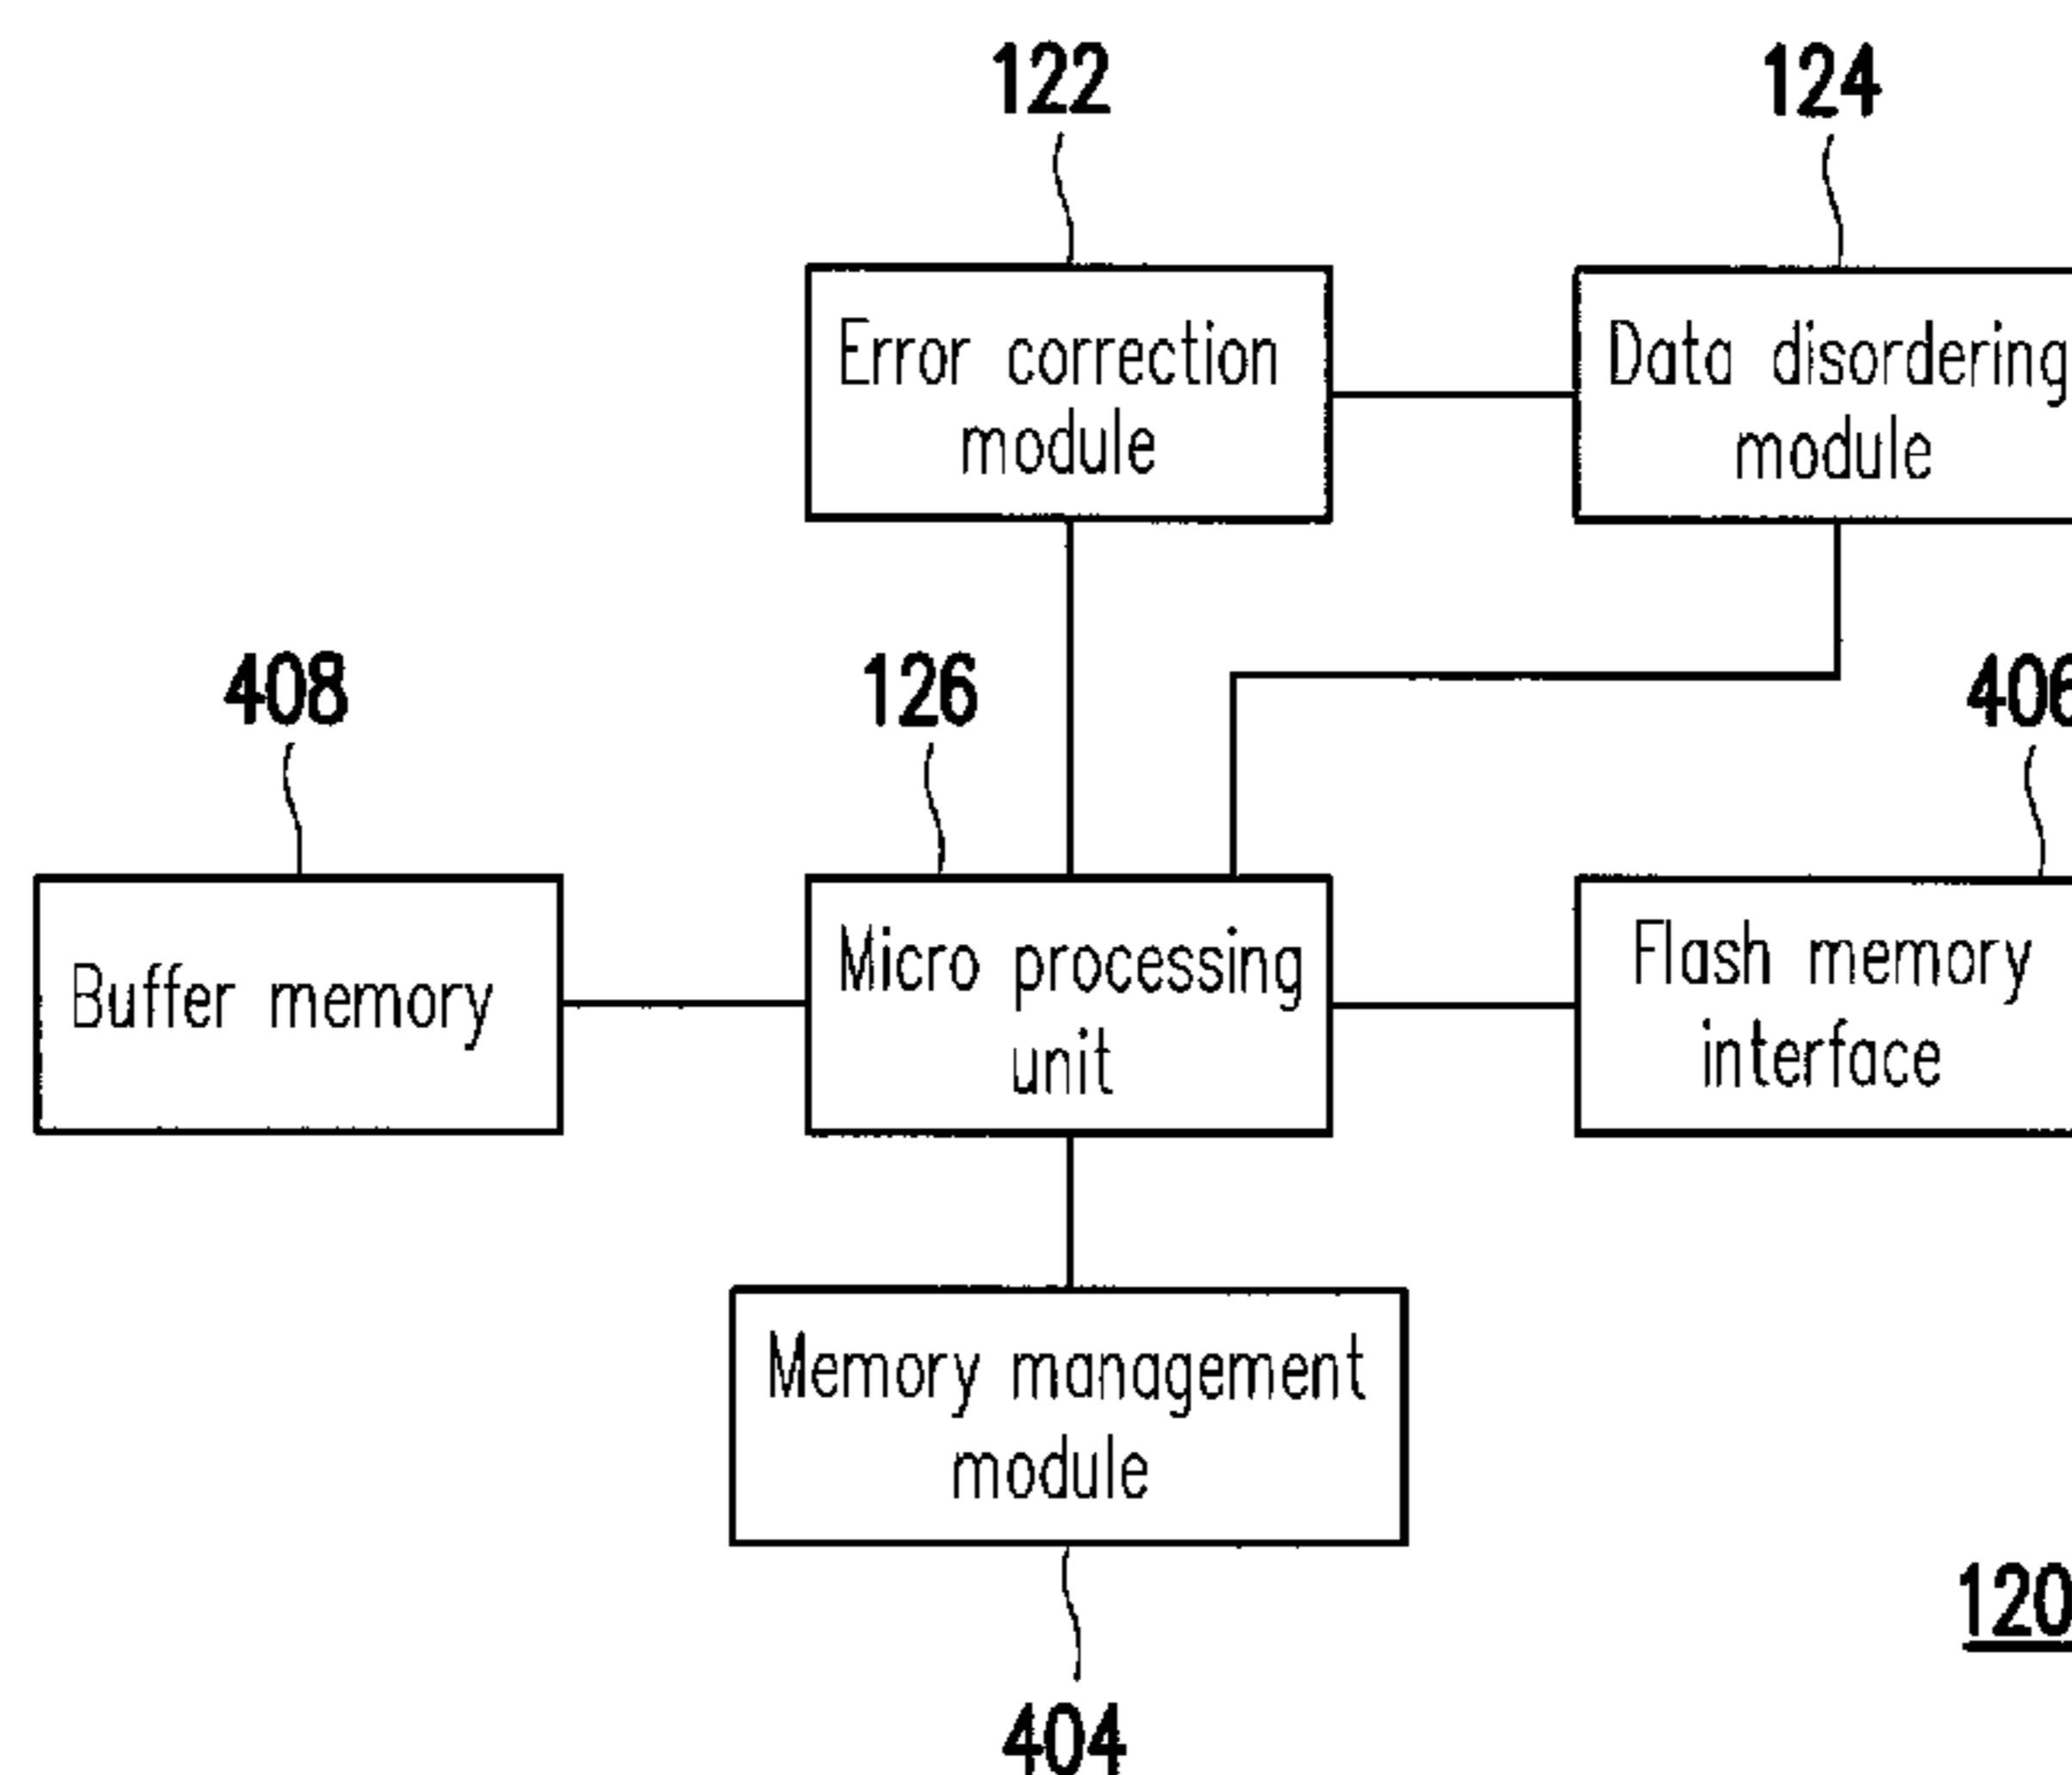 122
124
Error correction
module
Data disordering
module
408
126
406
Buffer memory
Micro processing
unit
Flash memory
interface
Memory management
module
120
404